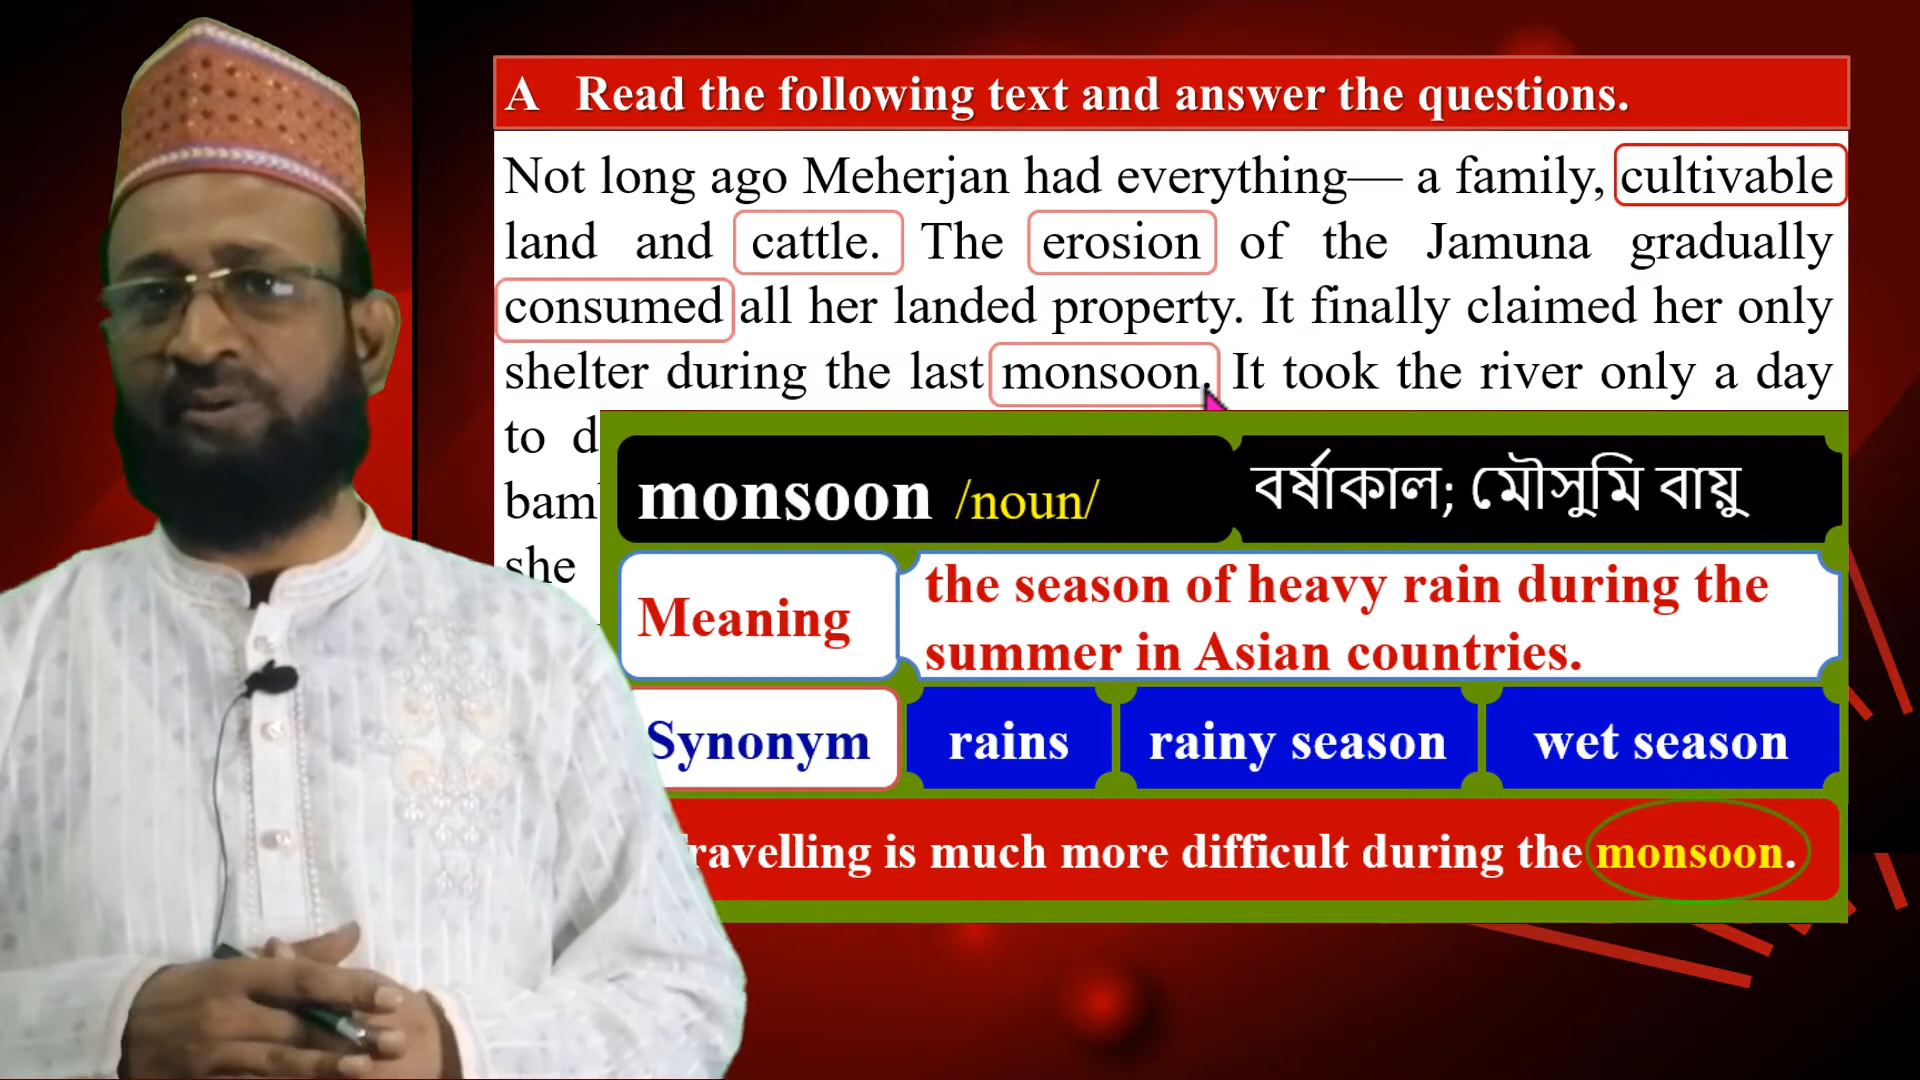 A Read the following text and answer the questions.
Not long ago Meherjan had everything— a family, cultivable
land and cattle. The erosion of the Jamuna gradually
consumed all her landed property. It finally claimed her only
shelter during the last monsoon. It took the river only a day
to d
bam
she
monsoon /noun/ বর্ষাকাল; মৌসুমি বায়ু
Meaning the season of heavy rain during the
summer in Asian countries.
Synonym rains rainy season wet season
ravelling is much more difficult during the monsoon.